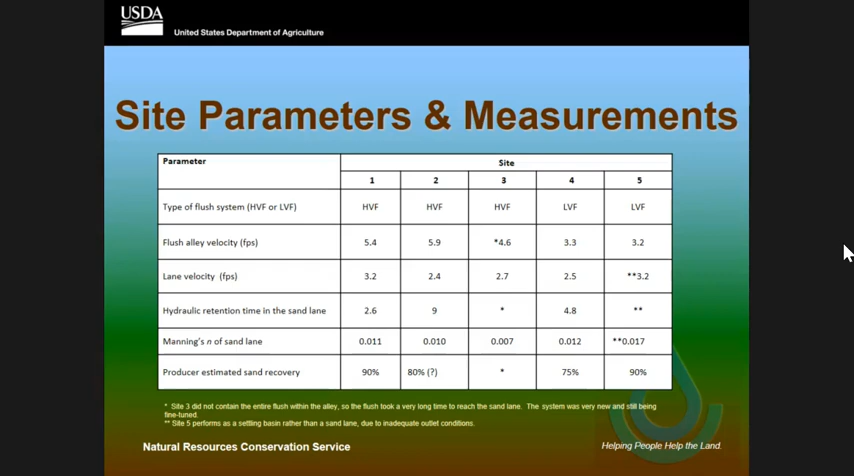 USDA
United States Department of Agriculture
Site Parameters & Measurements
Parameter Site
1 2 3 4 5
Type of flush system (HVF or LVF) HVF HVF HVF LVF LVF
Flush alley velocity (fps) 5.4 5.9 *4.6 3.3 3.2
Lane velocity (fps) 3.2 2.4 2.7 2.5 **3.2
Hydraulic retention time in the sand lane 2.6 9 * 4.8 **
Manning's n of sand lane 0.011 0.010 0.007 0.012 **0.017
Producer estimated sand recovery 90% 80% (?) * 75% 90%
* Site 3 did not contain the entire flush within the alley, so the flush took a very long time to reach the sand lane. The system was very new and still being
fine-tuned.
** Site 5 performs as a settling basin rather than a sand lane, due to inadequate outlet conditions.
Natural Resources Conservation Service
Helping People Help the Land.